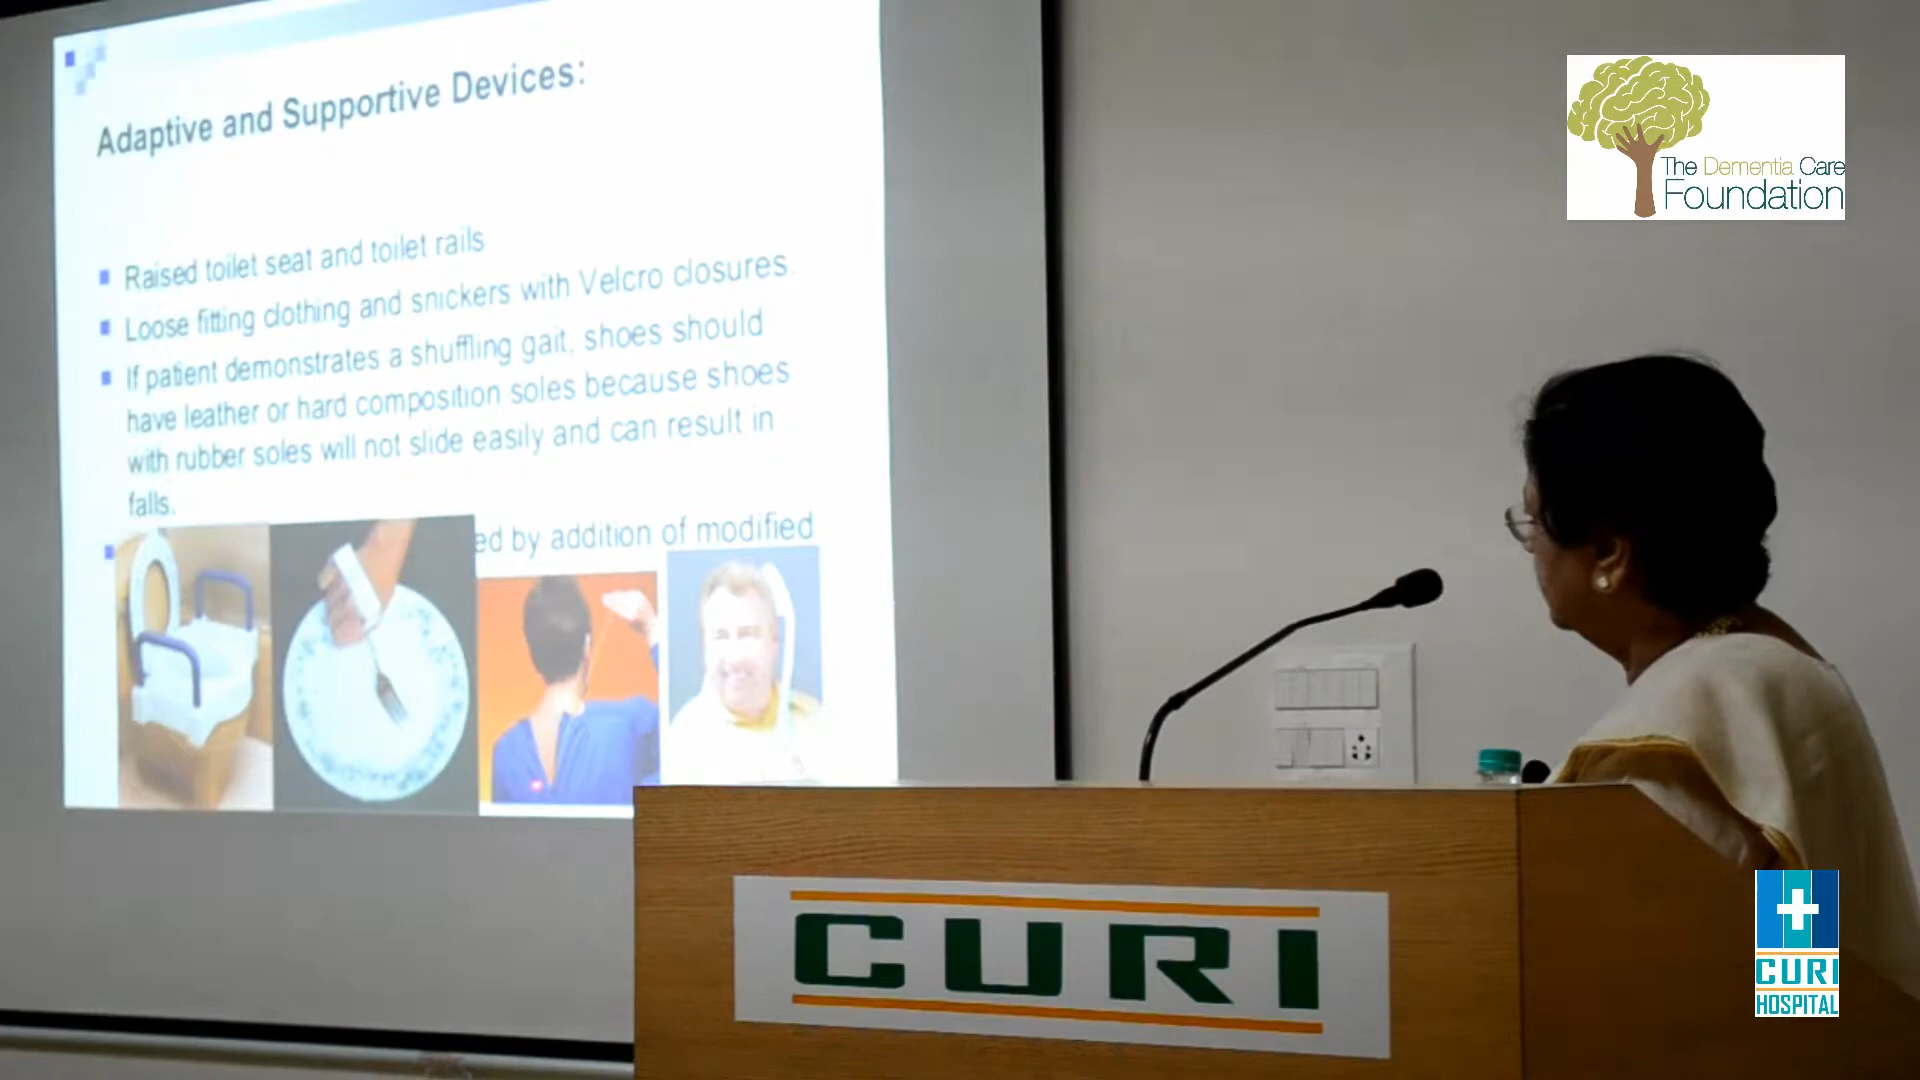 Adaptive and Supportive Devices:
Raised toilet seat and toilet rails
Loose fitting clothing and snickers with Velcro closures.
If patient demonstrates a shuffling gait, shoes should
have leather or hard composition soles because shoes
with rubber soles will not slide easily and can result in
falls.
ed by addition of modified
The Dementia Care
Foundation
CURI
CURI
HOSPITAL